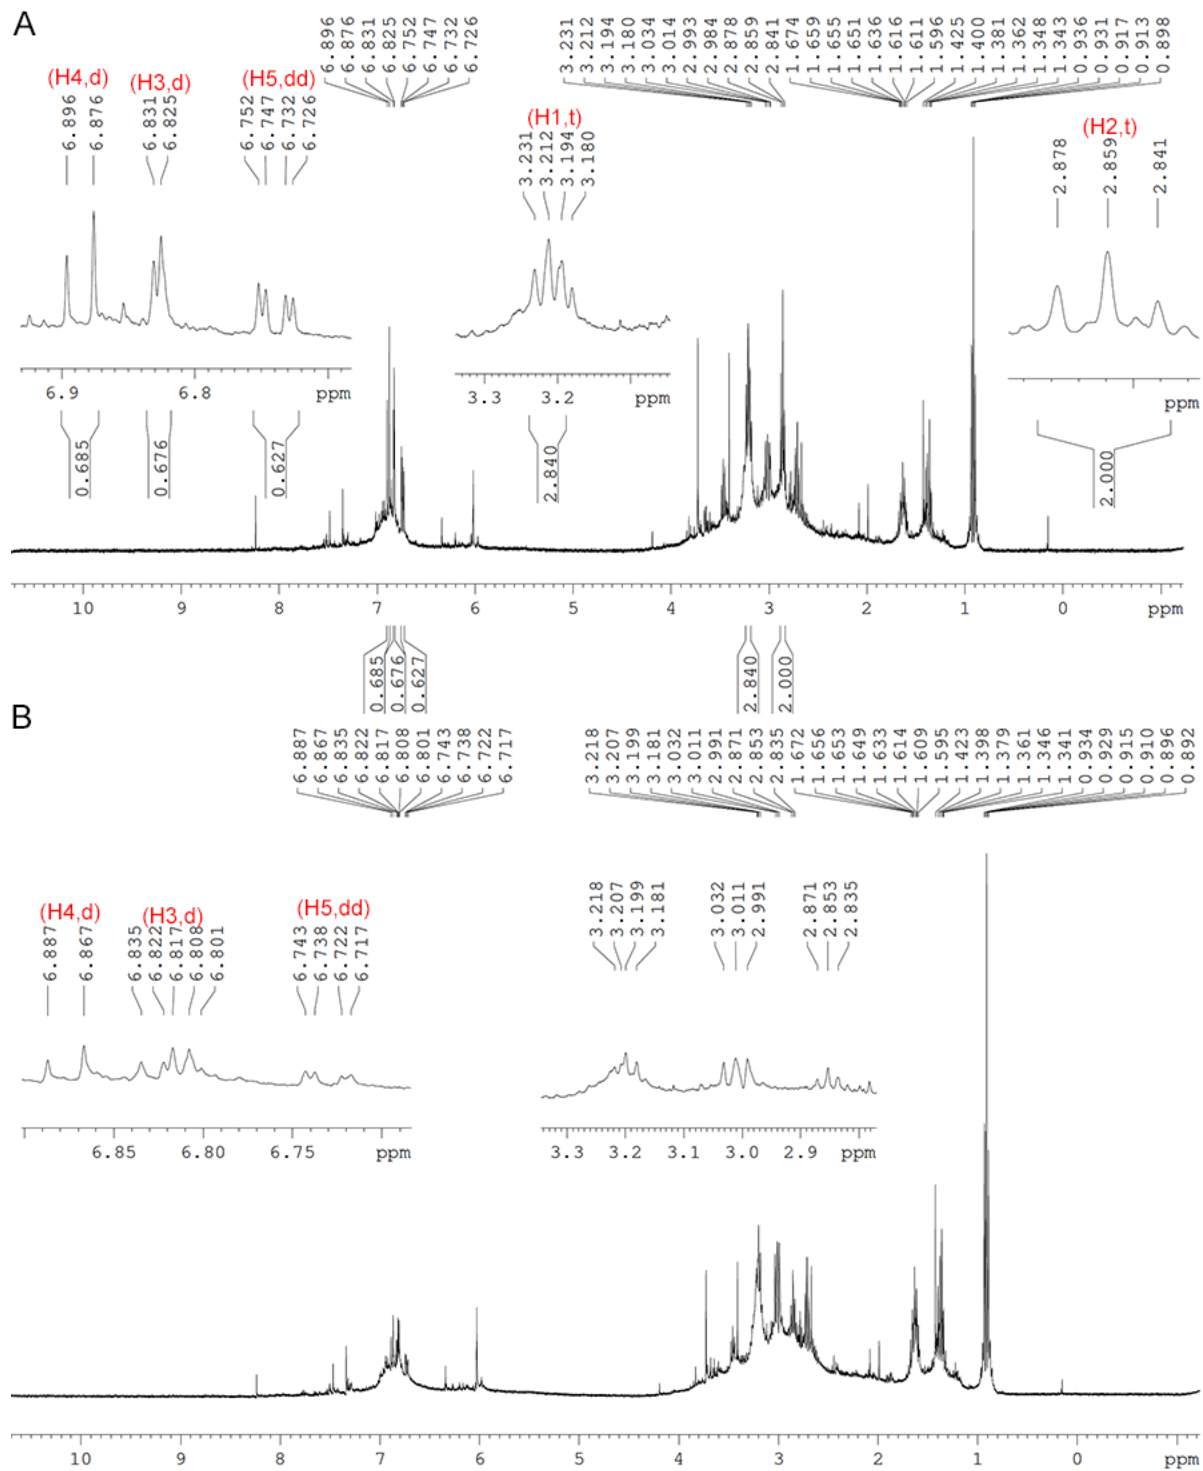 A
6.896 6.876 6.831 6.825 6.752 6.747 6.732 6.726
3.231 3.212 3.194 3.180 3.034 3.014 2.993 2.984 2.878 2.859 2.841 1.674 1.659 1.655 1.651 1.636 1.616 1.611 1.596 1.425 1.400 1.381 1.362 1.348 1.343 0.936 0.931 0.917 0.913 0.898
(H4,d) (H3,d) (H5,dd)
6.896 6.876 6.831 6.825 6.752 6.747 6.732 6.726
(H1,t)
3.231 3.212 3.194 3.180
(H2,t)
2.878 2.859 2.841
6.9 6.8 ppm
3.3 3.2 ppm
ppm
0.685 0.676 0.627
2.840
2.000
10 9 8 7 6 5 4 3 2 1 0 ppm
0.685 0.676 0.627 2.840 2.000
B
6.887 6.867 6.835 6.822 6.817 6.808 6.801 6.743 6.738 6.722 6.717
3.218 3.207 3.199 3.181 3.032 3.011 2.991 2.871 2.853 2.835 1.672 1.656 1.653 1.649 1.633 1.614 1.609 1.595 1.423 1.398 1.379 1.361 1.346 1.341 0.934 0.929 0.915 0.910 0.896 0.892
(H4,d) (H3,d) (H5,dd)
6.887 6.867 6.835 6.822 6.817 6.808 6.801 6.743 6.738 6.722 6.717
3.218 3.207 3.199 3.181 3.032 3.011 2.991 2.871 2.853 2.835
6.85 6.80 6.75 ppm
3.3 3.2 3.1 3.0 2.9 ppm
10 9 8 7 6 5 4 3 2 1 0 ppm